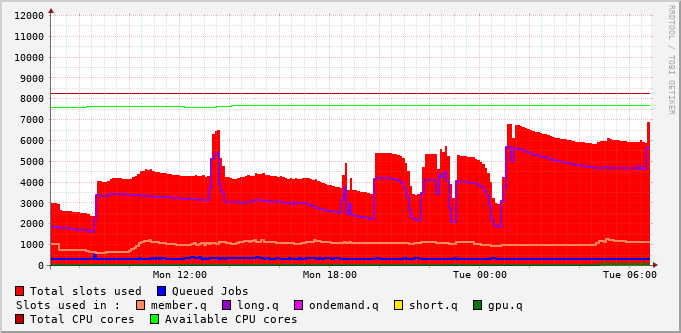 12000
11000
10000
9000
8000
7000
6000
5000
4000
3000
2000
1000
0
Mon 12:00 Mon 18:00 Tue 00:00 Tue 06:00
Total slots used Queued Jobs
Slots used in : member.q long.q ondemand.q short.q gpu.q
Total CPU cores Available CPU cores
RRDTOOL / TOBI OETIKER